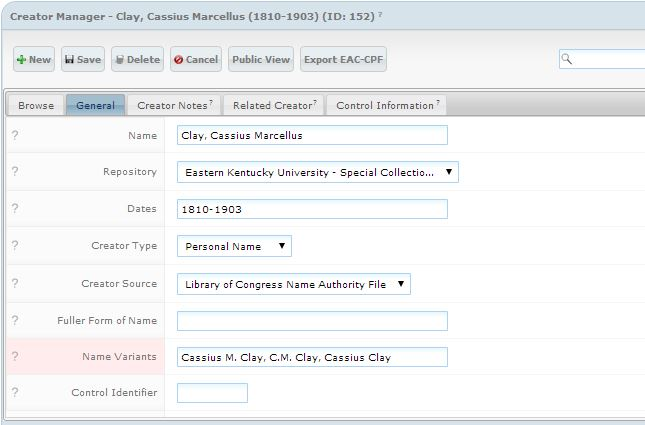 Creator Manager - Clay, Cassius Marcellus (1810-1903) (ID: 152) ?
New Save Delete Cancel Public View Export EAC-CPF
Browse General Creator Notes ? Related Creator ? Control Information ?
? Name Clay, Cassius Marcellus
? Repository Eastern Kentucky University - Special Collectio...
? Dates 1810-1903
? Creator Type Personal Name
? Creator Source Library of Congress Name Authority File
? Fuller Form of Name
? Name Variants Cassius M. Clay, C.M. Clay, Cassius Clay
? Control Identifier